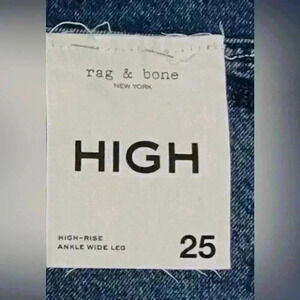 rag & bone
NEW YORK
HIGH
HIGH-RISE
ANKLE WIDE LEG
25